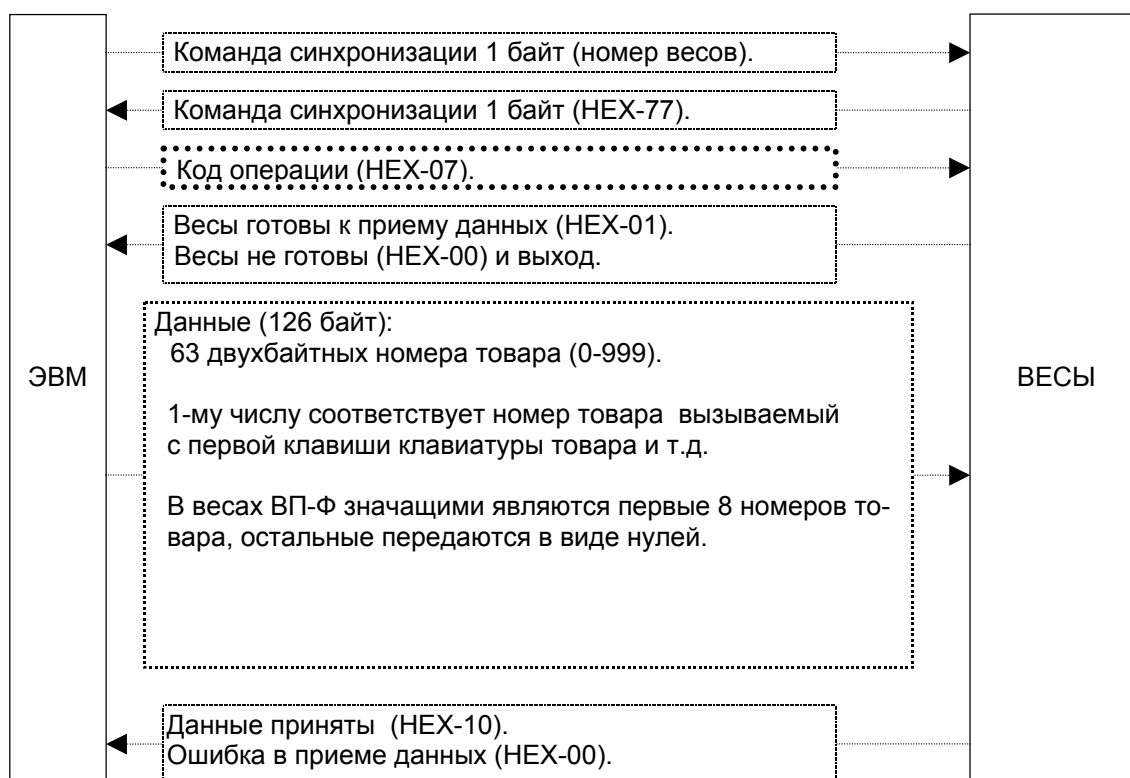 Команда синхронизации 1 байт (номер весов).
Команда синхронизации 1 байт (HEX-77).
Код операции (HEX-07).
Весы готовы к приему данных (HEX-01).
Весы не готовы (HEX-00) и выход.
Данные (126 байт):
63 двухбайтных номера товара (0-999).
ЭВМ
ВЕСЫ
1-му числу соответствует номер товара вызываемый
с первой клавиши клавиатуры товара и т.д.
В весах ВП-Ф значащими являются первые 8 номеров то-
вара, остальные передаются в виде нулей.
Данные приняты (HEX-10).
Ошибка в приеме данных (HEX-00).